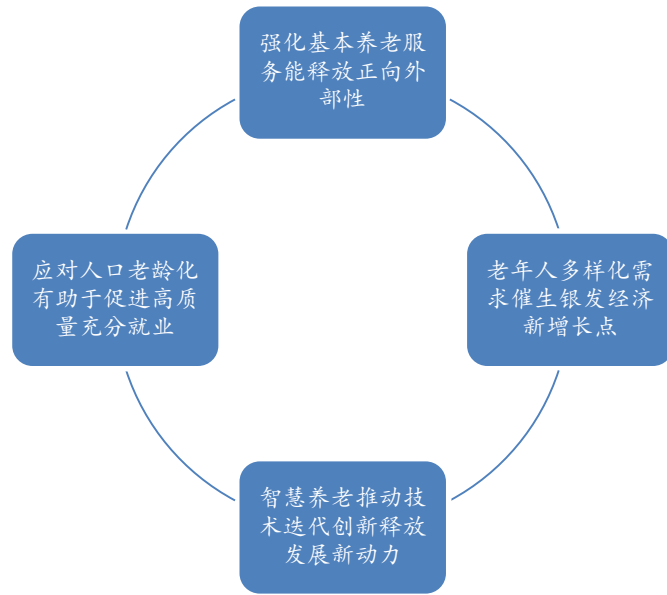 强化基本养老服
务能释放正向外
部性
应对人口老龄化
有助于促进高质
量充分就业
老年人多样化需
求催生银发经济
新增长点
智慧养老推动技
术迭代创新释放
发展新动力